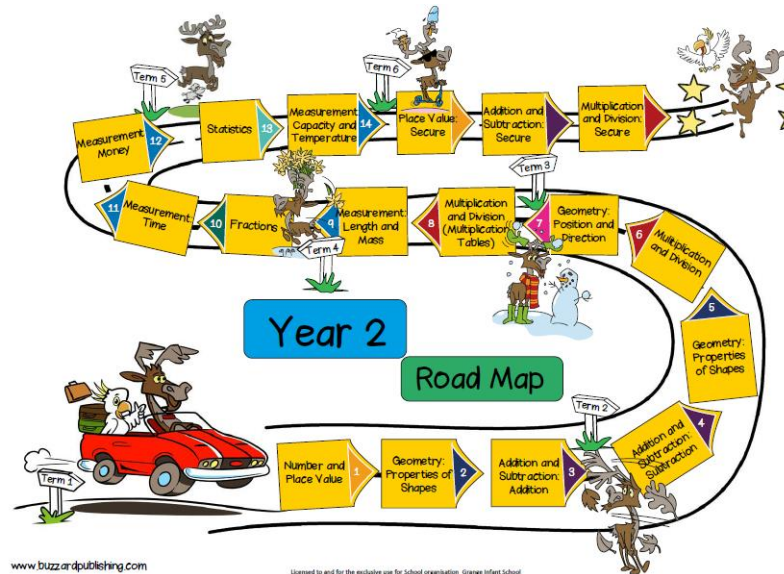 Term 5
Term 6
Measurement
Money
12
Statistics
13
Measurement:
Capacity and
Temperature
14
Place Value:
Secure
Addition and
Subtraction:
Secure
Multiplication
and Division:
Secure
11
Measurement:
Time
10
Fractions
9
Measurement:
Length and
Mass
8
Multiplication
and Division
(Multiplication
Tables)
Term 3
7
Geometry:
Position and
Direction
6
Multiplication
and Division
Term 4
5
Geometry:
Properties
of Shapes
Year 2
Road Map
Term 2
4
Addition and
Subtraction:
Subtraction
Term 1
Number and
Place Value
1
Geometry:
Properties of
Shapes
2
Addition and
Subtraction:
Addition
3
www.buzzardpublishing.com
Licensed to and for the exclusive use for School organisation Grange Infant School